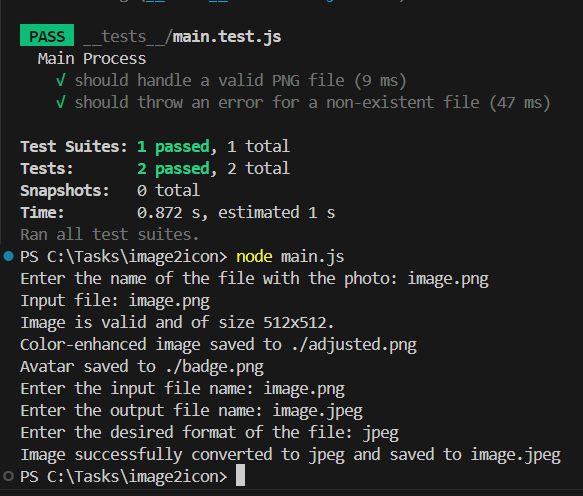 PASS __tests__/main.test.js
Main Process
√ should handle a valid PNG file (9 ms)
√ should throw an error for a non-existent file (47 ms)
Test Suites: 1 passed, 1 total
Tests: 2 passed, 2 total
Snapshots: 0 total
Time: 0.872 s, estimated 1 s
Ran all test suites.
PS C:\Tasks\image2icon> node main.js
Enter the name of the file with the photo: image.png
Input file: image.png
Image is valid and of size 512x512.
Color-enhanced image saved to ./adjusted.png
Avatar saved to ./badge.png
Enter the input file name: image.png
Enter the output file name: image.jpeg
Enter the desired format of the file: jpeg
Image successfully converted to jpeg and saved to image.jpeg
PS C:\Tasks\image2icon>